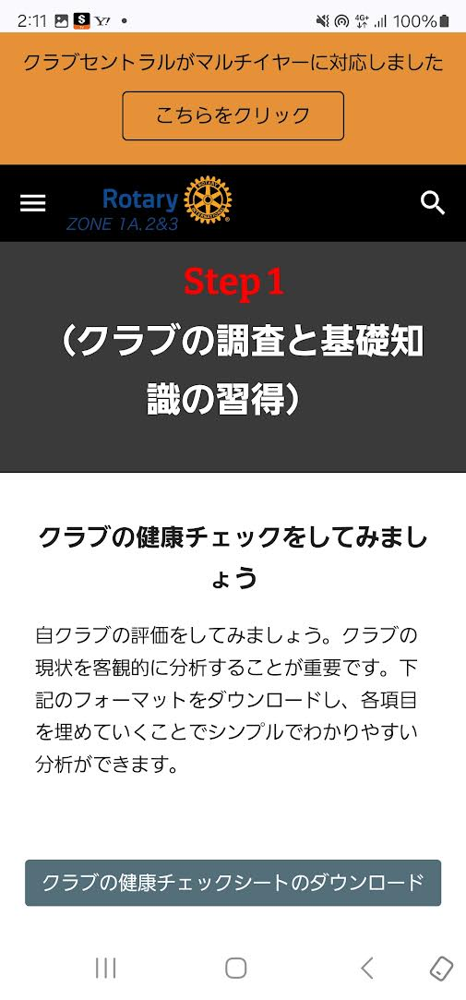 2:11
4G+
100%
クラブセントラルがマルチイヤーに対応しました
こちらをクリック
Rotary
ZONE 1A, 2&3
Step 1
（クラブの調査と基礎知
識の習得）
クラブの健康チェックをしてみまし
ょう
自クラブの評価をしてみましょう。クラブの
現状を客観的に分析することが重要です。下
記のフォーマットをダウンロードし、各項目
を埋めていくことでシンプルでわかりやすい
分析ができます。
クラブの健康チェックシートのダウンロード